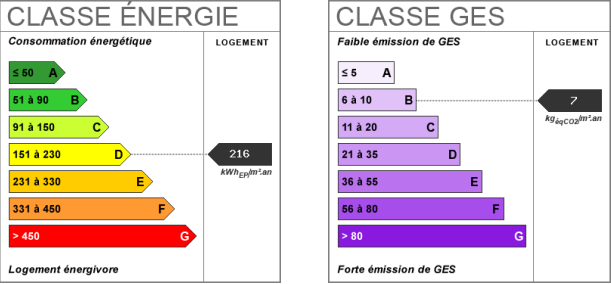 CLASSE ÉNERGIE
Consommation énergétique
LOGEMENT
≤ 50 A
51 à 90 B
91 à 150 C
151 à 230 D
216
kWhEP/m².an
231 à 330 E
331 à 450 F
> 450 G
Logement énergivore
CLASSE GES
Faible émission de GES
LOGEMENT
≤ 5 A
6 à 10 B
7
kgéqCO2/m².an
11 à 20 C
21 à 35 D
36 à 55 E
56 à 80 F
> 80 G
Forte émission de GES